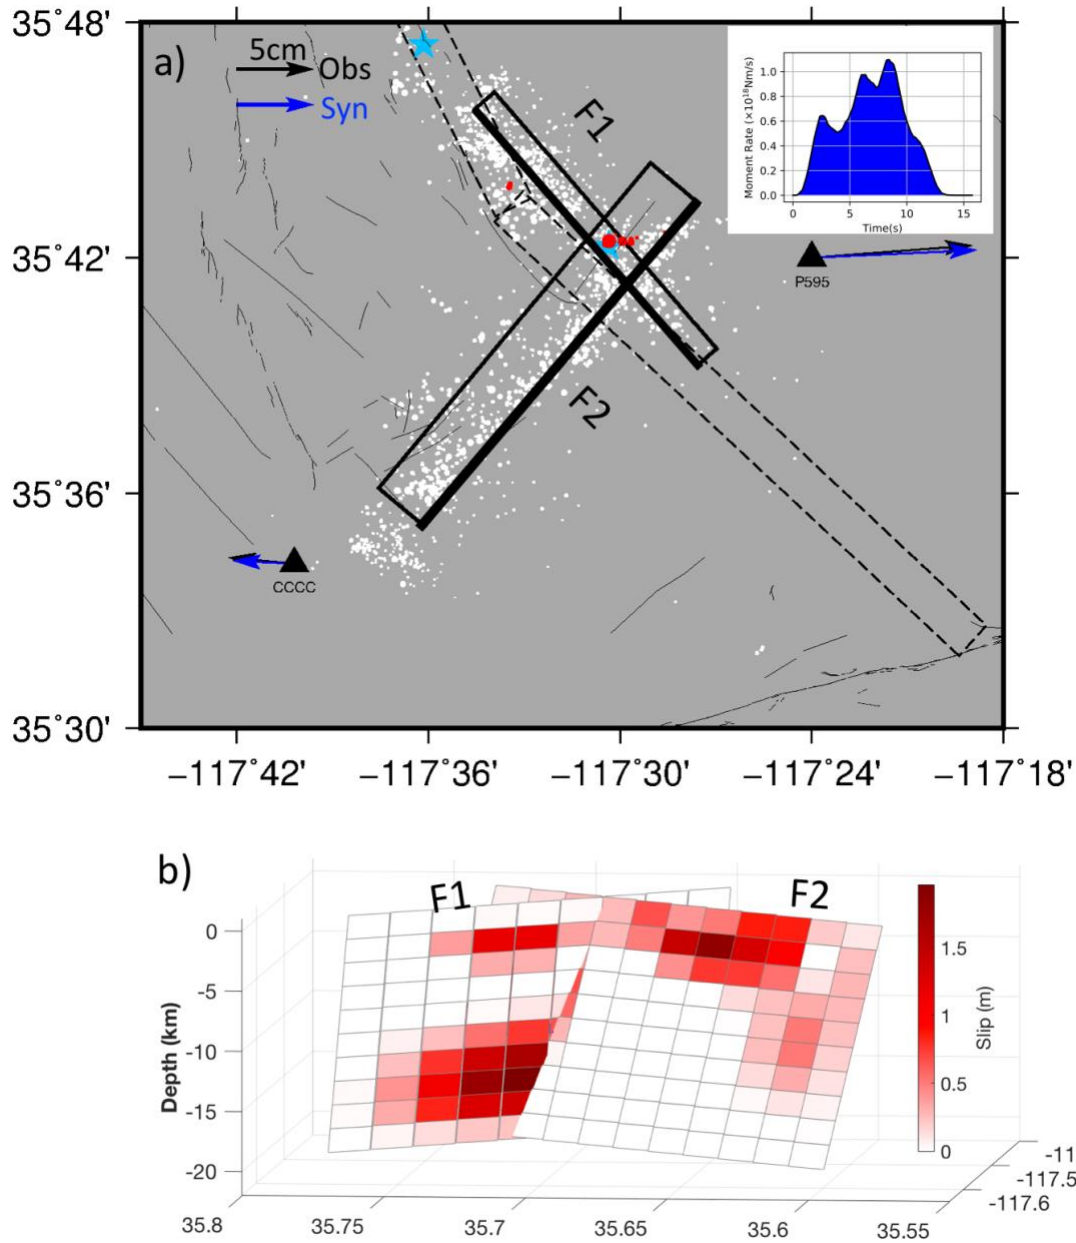 35°48'
35°42'
35°36'
35°30'
a)
5cm
Obs
Syn
F1
F2
Moment Rate (×10¹⁸Nm/s)
1.0
0.8
0.6
0.4
0.2
0.0
0 5 10 15
Time(s)
P595
CCCC
−117°42' −117°36' −117°30' −117°24' −117°18'
b)
F1
F2
Depth (km)
0
-5
-10
-15
-20
1.5
1
0.5
0
Slip (m)
-11
-117.5
-117.6
35.8 35.75 35.7 35.65 35.6 35.55